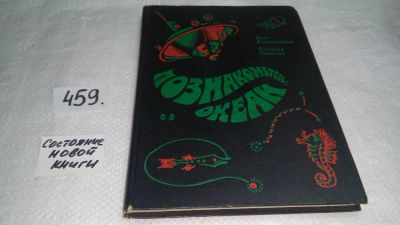 459.
Состояние
новой
книги
ПОЗНАКОМЬТЕСЬ:
ОКЕАН